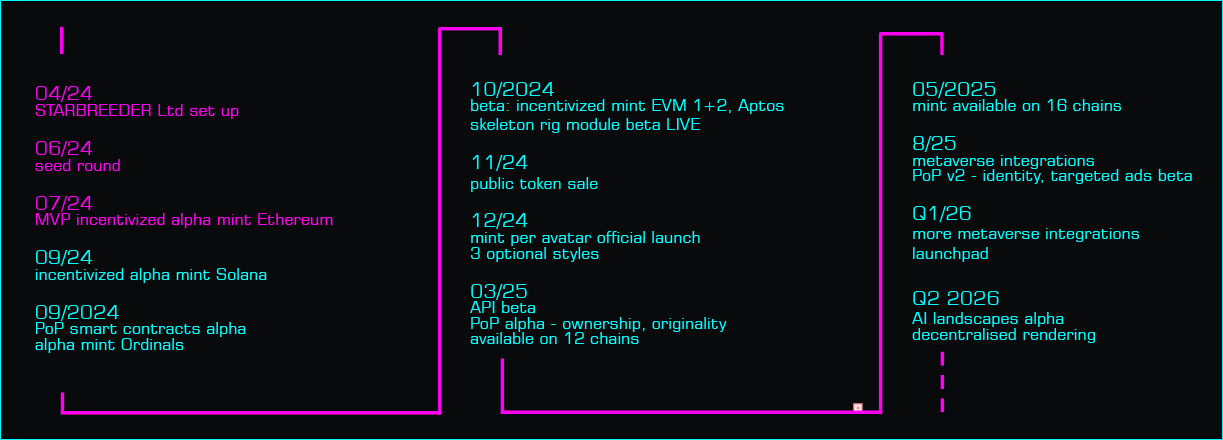 04/24
STARBREEDER Ltd set up
06/24
seed round
07/24
MVP incentivized alpha mint Ethereum
09/24
incentivized alpha mint Solana
09/2024
PoP smart contracts alpha
alpha mint Ordinals
10/2024
beta: incentivized mint EVM 1+2, Aptos
skeleton rig module beta LIVE
11/24
public token sale
12/24
mint per avatar official launch
3 optional styles
03/25
API beta
PoP alpha - ownership, originality
available on 12 chains
05/2025
mint available on 16 chains
8/25
metaverse integrations
PoP v2 - identity, targeted ads beta
Q1/26
more metaverse integrations
launchpad
Q2 2026
AI landscapes alpha
decentralised rendering